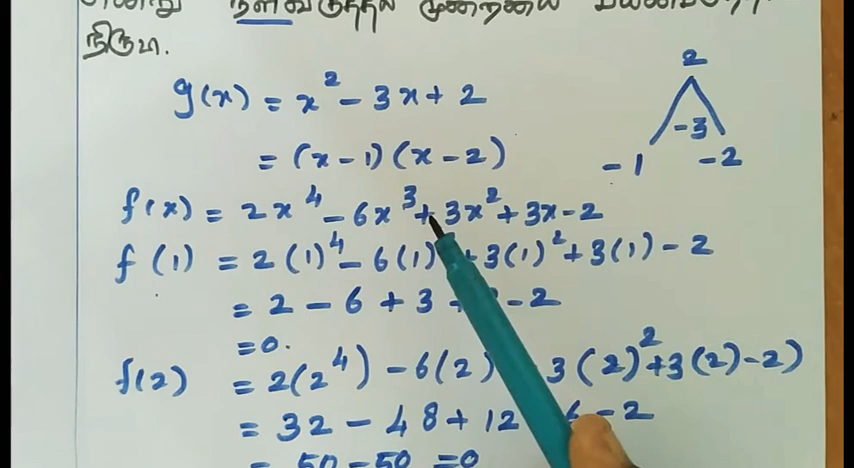 நிருபி.
g(x) = x² - 3x + 2
= (x-1)(x-2)
2
-3
-1 -2
f(x) = 2x⁴ - 6x³ + 3x² + 3x - 2
f(1) = 2(1)⁴ - 6(1) + 3(1)² + 3(1) - 2
= 2 - 6 + 3 + - 2
= 0.
f(2) = 2(2⁴) - 6(2) 3(2)² + 3(2) - 2)
= 32 - 48 + 12 6 - 2
= 50 - 50 = 0